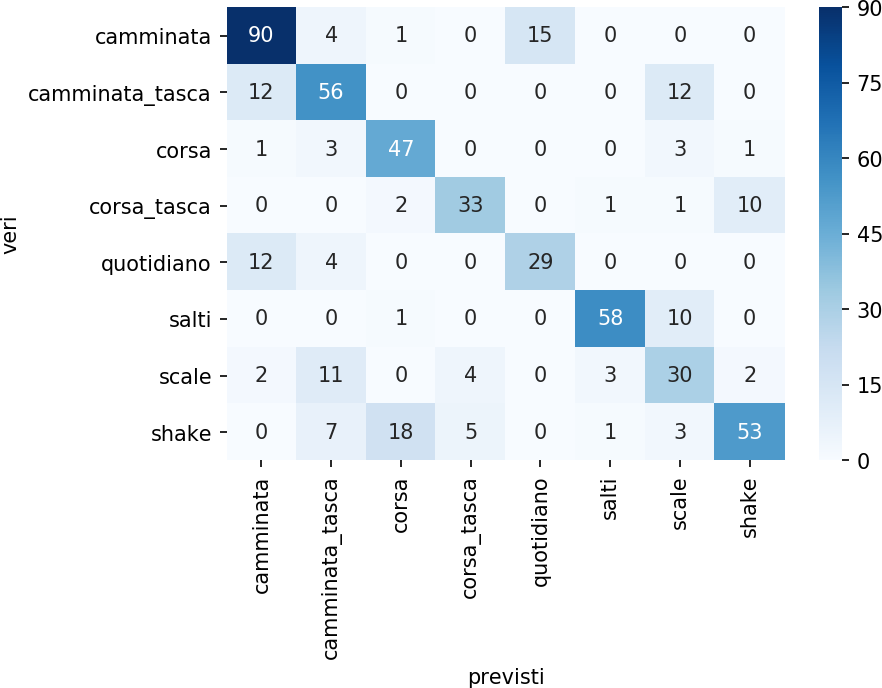 camminata 90 4 1 0 15 0 0 0
camminata_tasca 12 56 0 0 0 0 12 0
corsa 1 3 47 0 0 0 3 1
corsa_tasca 0 0 2 33 0 1 1 10
quotidiano 12 4 0 0 29 0 0 0
salti 0 0 1 0 0 58 10 0
scale 2 11 0 4 0 3 30 2
shake 0 7 18 5 0 1 3 53
veri
camminata camminata_tasca corsa corsa_tasca quotidiano salti scale shake
previsti
90
75
60
45
30
15
0